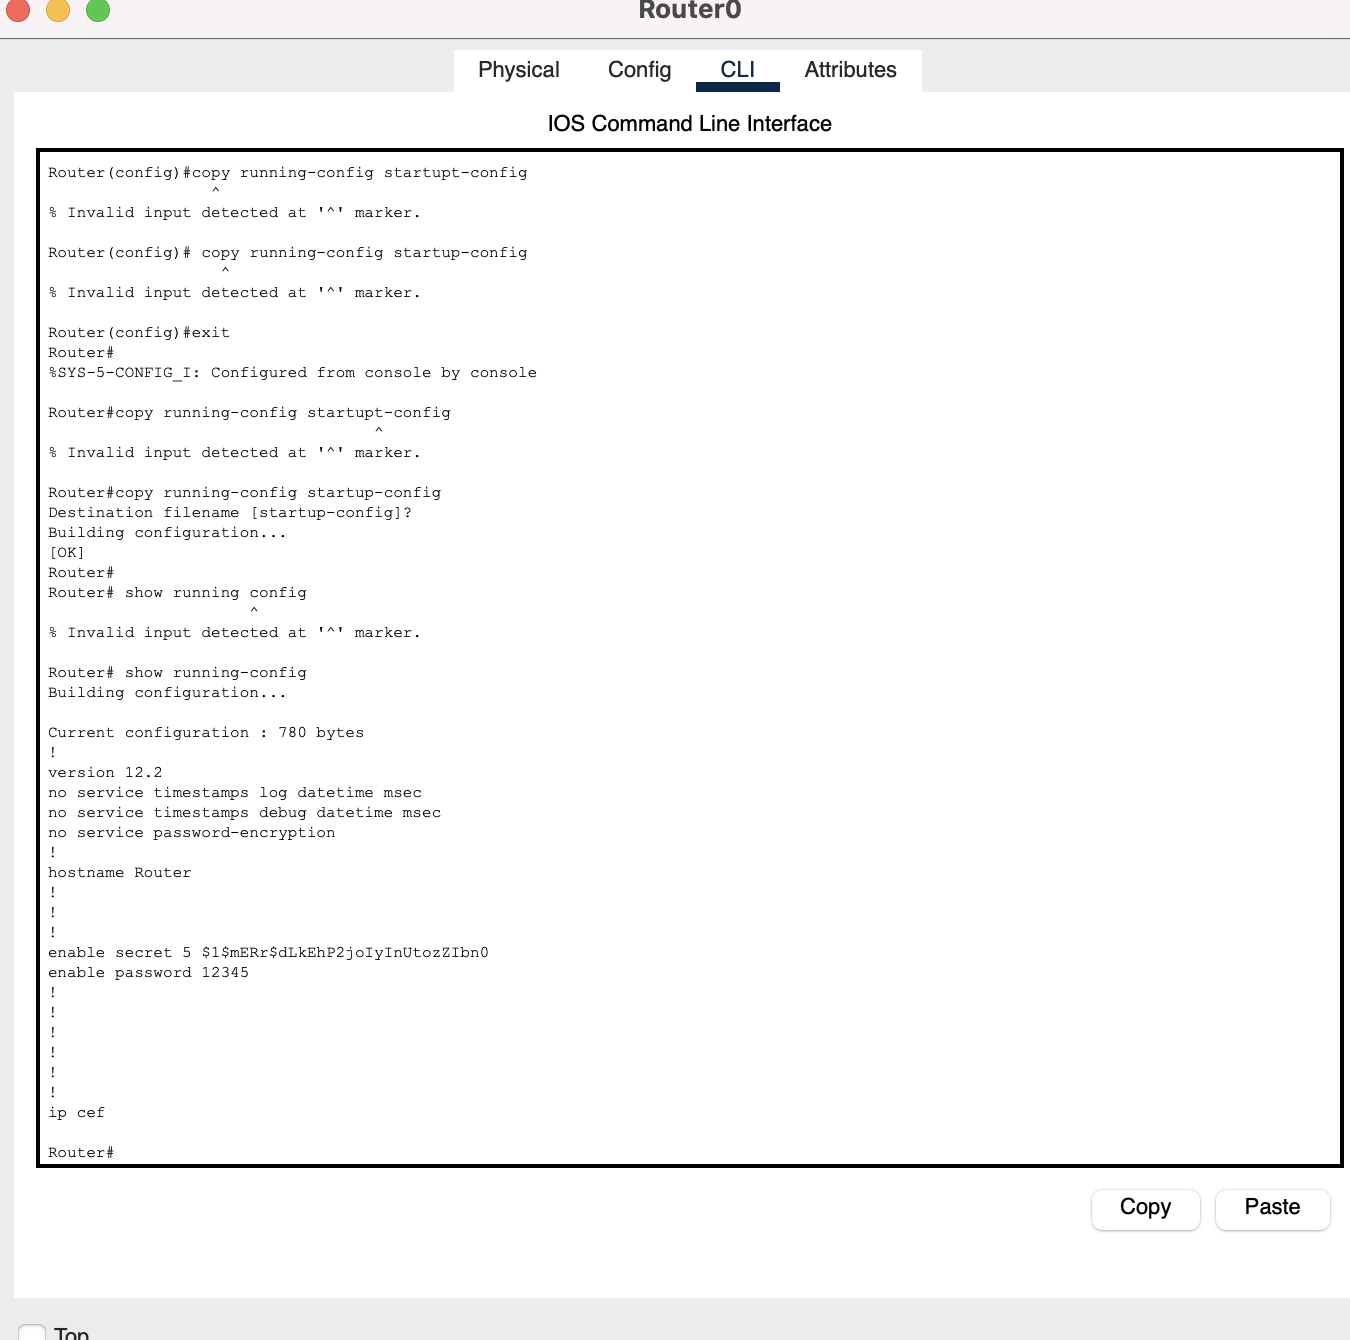 Router0
Physical Config CLI Attributes
IOS Command Line Interface
Router(config)#copy running-config startupt-config
^
% Invalid input detected at '^' marker.
Router(config)# copy running-config startup-config
^
% Invalid input detected at '^' marker.
Router(config)#exit
Router#
%SYS-5-CONFIG_I: Configured from console by console
Router#copy running-config startupt-config
^
% Invalid input detected at '^' marker.
Router#copy running-config startup-config
Destination filename [startup-config]?
Building configuration...
[OK]
Router#
Router# show running config
^
% Invalid input detected at '^' marker.
Router# show running-config
Building configuration...
Current configuration : 780 bytes
!
version 12.2
no service timestamps log datetime msec
no service timestamps debug datetime msec
no service password-encryption
!
hostname Router
!
!
!
enable secret 5 $1$mERr$dLkEhP2joIyInUtozZIbn0
enable password 12345
!
!
!
!
!
!
ip cef
Router#
Copy Paste
Top